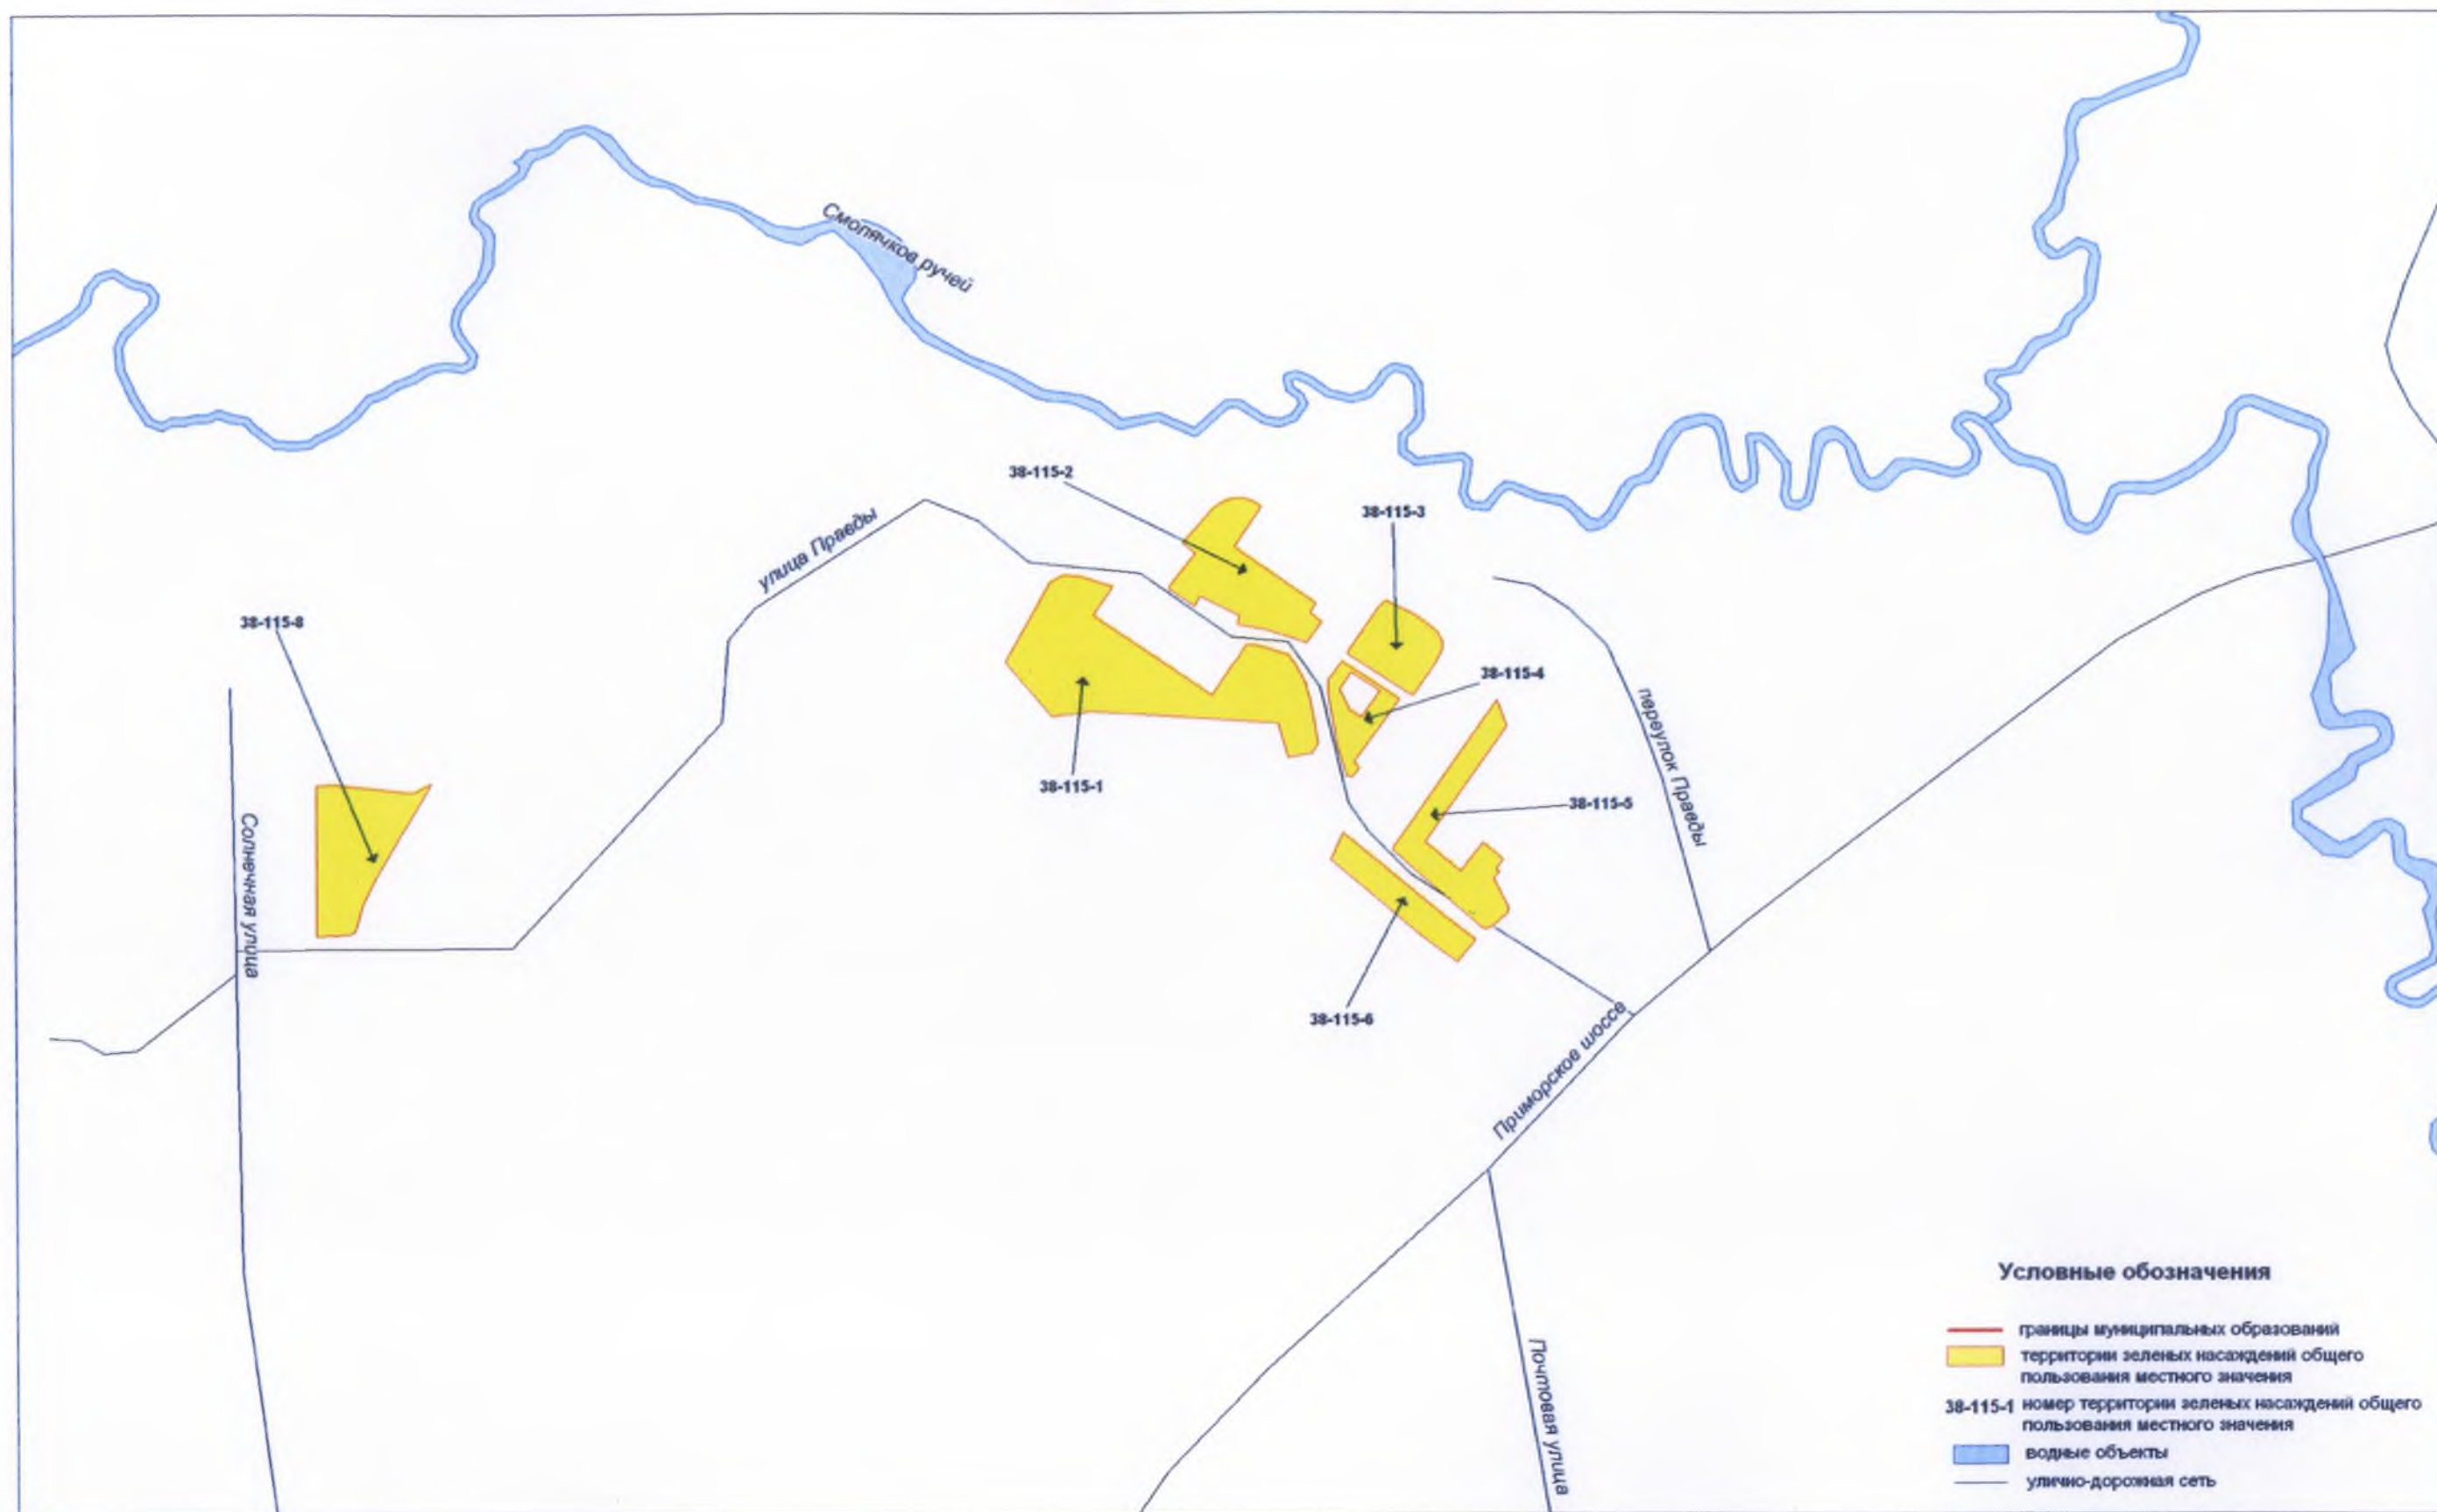 Смолячков ручей
38-115-2
38-115-3
улица Правды
38-115-8
38-115-4
переулок Правды
38-115-1
38-115-5
Солнечная улица
38-115-6
Приморское шоссе
Почтовая улица
Условные обозначения
границы муниципальных образований
территории зеленых насаждений общего
пользования местного значения
38-115-1 номер территории зеленых насаждений общего
пользования местного значения
водные объекты
улично-дорожная сеть